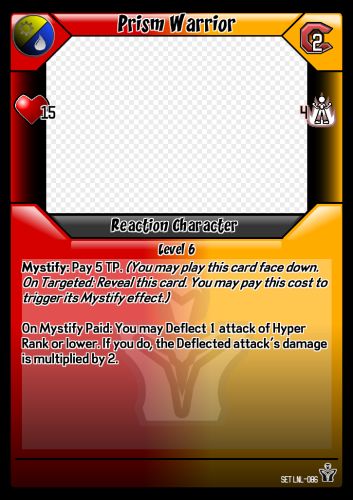 Prism Warrior
2
15
4
Reaction Character
Level 6
Mystify: Pay 5 TP. (You may play this card face down.
On Targeted: Reveal this card. You may pay this cost to
trigger its Mystify effect.)
On Mystify Paid: You may Deflect 1 attack of Hyper
Rank or lower. If you do, the Deflected attack's damage
is multiplied by 2.
SET LNL-086